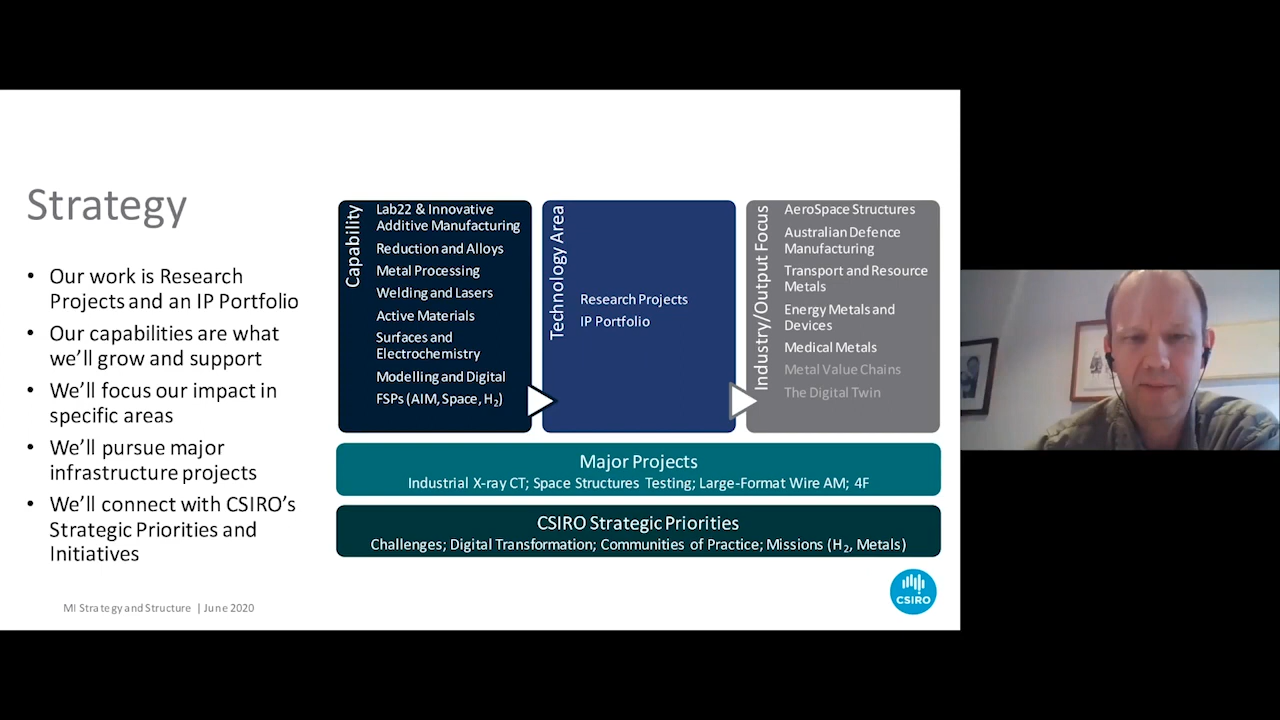 Strategy
• Our work is Research
Projects and an IP Portfolio
• Our capabilities are what
we'll grow and support
• We'll focus our impact in
specific areas
• We'll pursue major
infrastructure projects
• We'll connect with CSIRO's
Strategic Priorities and
Initiatives
Capability
Lab22 & Innovative
Additive Manufacturing
Reduction and Alloys
Metal Processing
Welding and Lasers
Active Materials
Surfaces and
Electrochemistry
Modelling and Digital
FSPs (AIM, Space, H₂)
Technology Area
Research Projects
IP Portfolio
Industry/Output Focus
AeroSpace Structures
Australian Defence
Manufacturing
Transport and Resource
Metals
Energy Metals and
Devices
Medical Metals
Metal Value Chains
The Digital Twin
Major Projects
Industrial X-ray CT; Space Structures Testing; Large-Format Wire AM; 4F
CSIRO Strategic Priorities
Challenges; Digital Transformation; Communities of Practice; Missions (H₂, Metals)
MI Strategy and Structure | June 2020
CSIRO